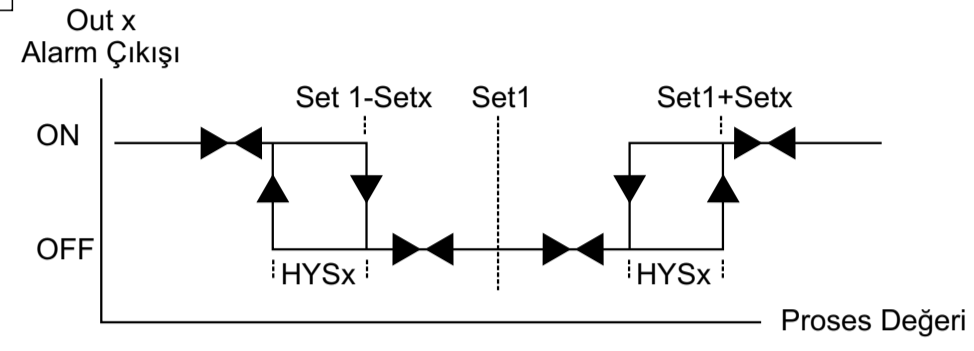 Out x
Alarm Çıkışı
Set 1-Setx Set1 Set1+Setx
ON
OFF
HYSx HYSx
Proses Değeri